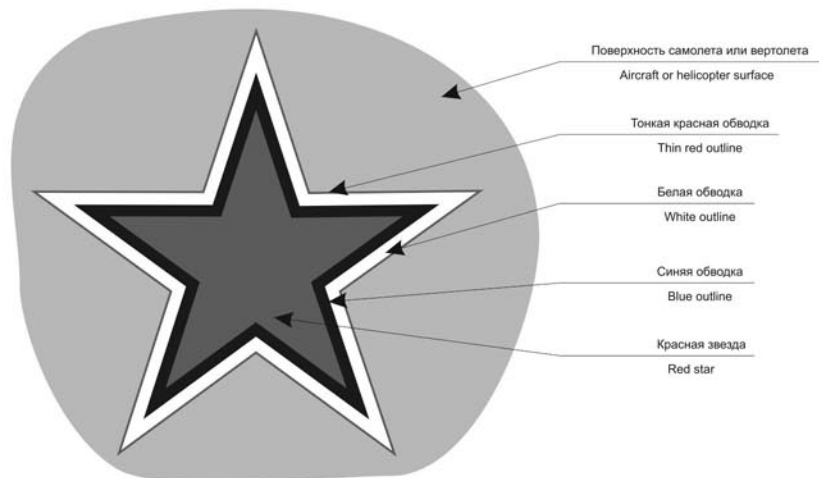 Поверхность самолета или вертолета
Aircraft or helicopter surface
Тонкая красная обводка
Thin red outline
Белая обводка
White outline
Синяя обводка
Blue outline
Красная звезда
Red star